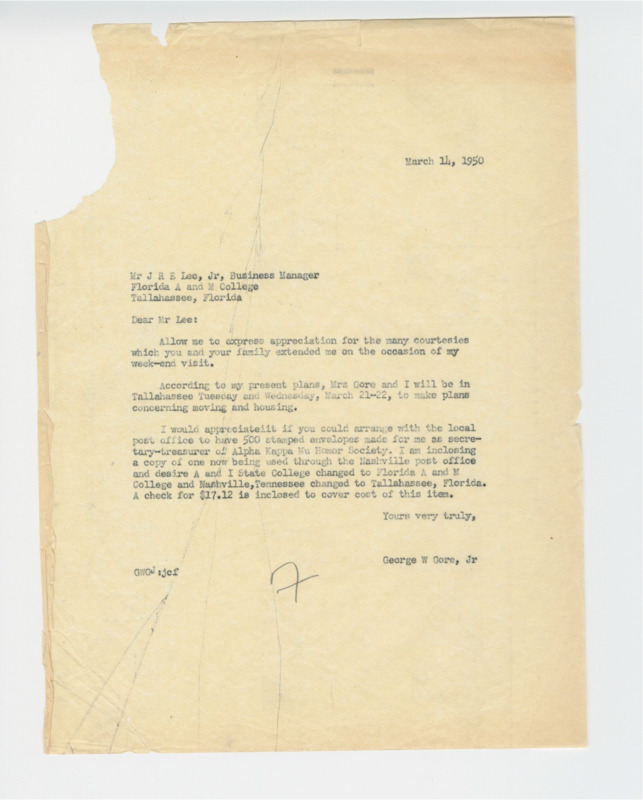 March 14, 1950
Mr J R E Lee, Jr, Business Manager
Florida A and M College
Tallahassee, Florida
Dear Mr Lee:
Allow me to express appreciation for the many courtesies
which you and your family extended me on the occasion of my
week-end visit.
According to my present plans, Mrs Gore and I will be in
Tallahassee Tuesday and Wednesday, March 21-22, to make plans
concerning moving and housing.
I would appreciateiit if you could arrange with the local
post office to have 500 stamped envelopes made for me as secre-
tary-treasurer of Alpha Kappa Mu Honor Society. I am inclosing
a copy of one now being used through the Nashville post office
and desire A and I State College changed to Florida A and M
College and Nashville,Tennessee changed to Tallahassee, Florida.
A check for $17.12 is inclosed to cover cost of this item.
Yours very truly,
George W Gore, Jr
GWGJ:jcf
7